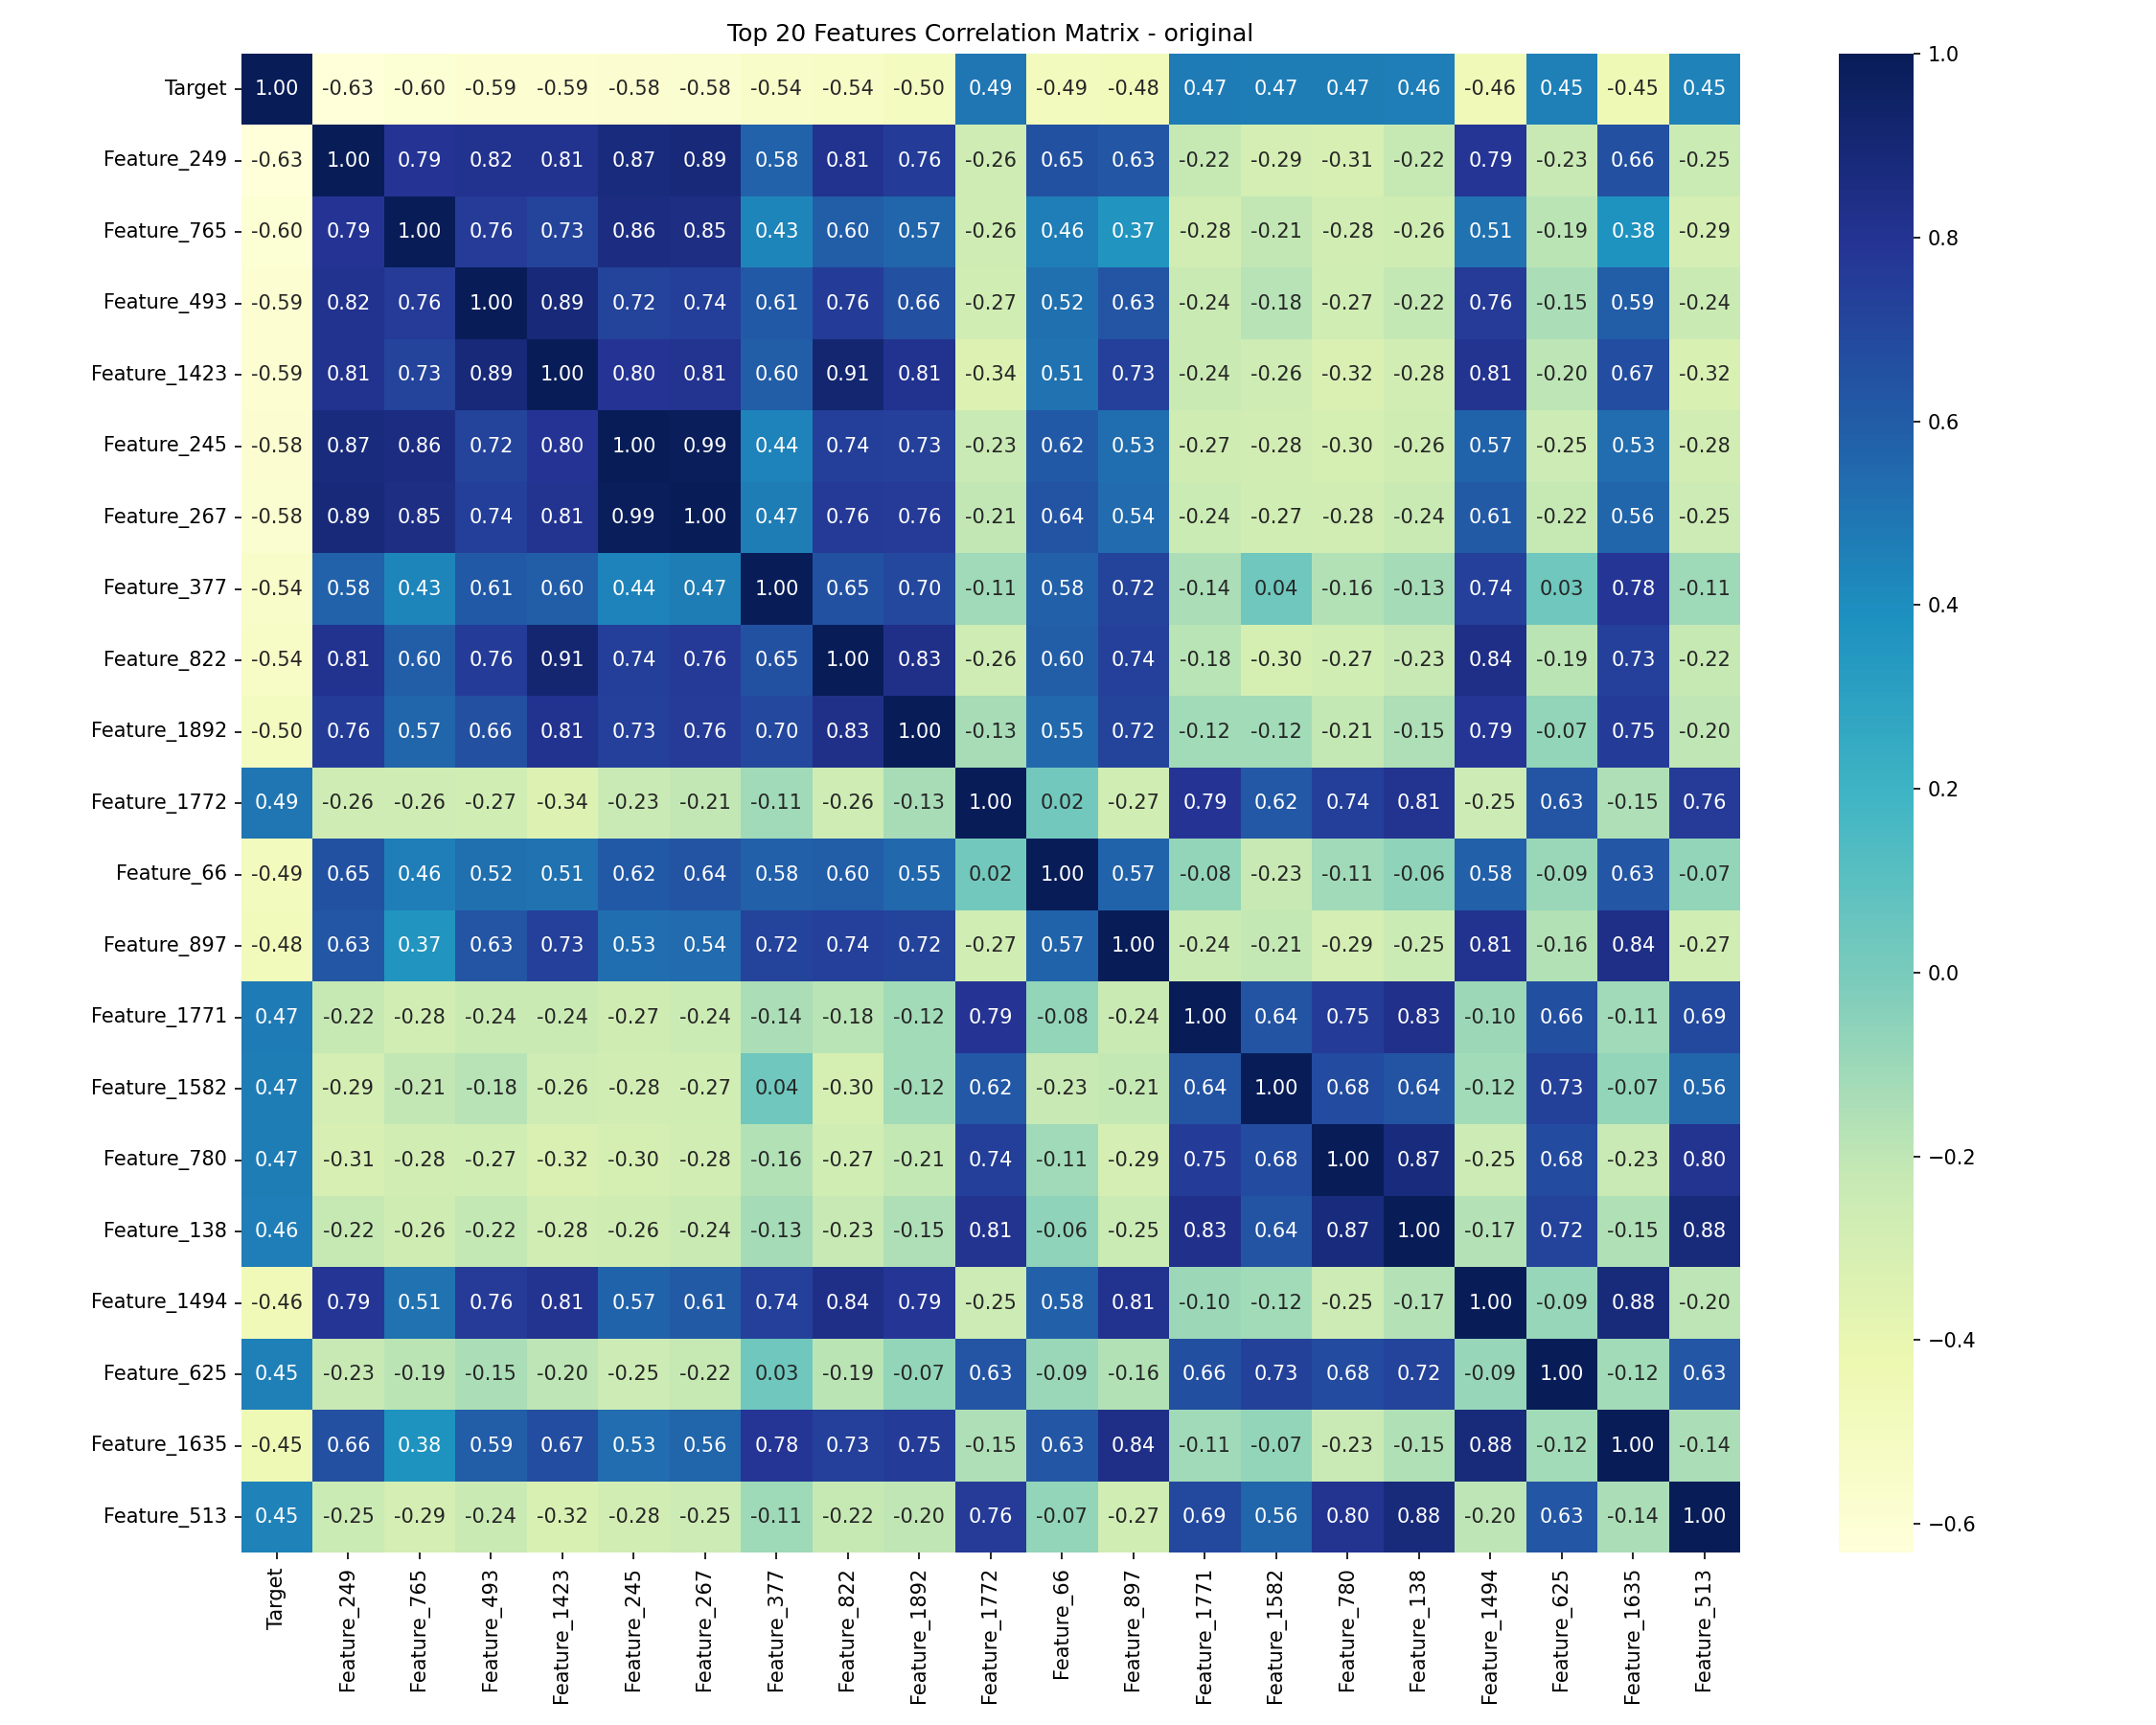 Top 20 Features Correlation Matrix - original
Target 1.00 -0.63 -0.60 -0.59 -0.59 -0.58 -0.58 -0.54 -0.54 -0.50 0.49 -0.49 -0.48 0.47 0.47 0.47 0.46 -0.46 0.45 -0.45 0.45
Feature_249 -0.63 1.00 0.79 0.82 0.81 0.87 0.89 0.58 0.81 0.76 -0.26 0.65 0.63 -0.22 -0.29 -0.31 -0.22 0.79 -0.23 0.66 -0.25
Feature_765 -0.60 0.79 1.00 0.76 0.73 0.86 0.85 0.43 0.60 0.57 -0.26 0.46 0.37 -0.28 -0.21 -0.28 -0.26 0.51 -0.19 0.38 -0.29
Feature_493 -0.59 0.82 0.76 1.00 0.89 0.72 0.74 0.61 0.76 0.66 -0.27 0.52 0.63 -0.24 -0.18 -0.27 -0.22 0.76 -0.15 0.59 -0.24
Feature_1423 -0.59 0.81 0.73 0.89 1.00 0.80 0.81 0.60 0.91 0.81 -0.34 0.51 0.73 -0.24 -0.26 -0.32 -0.28 0.81 -0.20 0.67 -0.32
Feature_245 -0.58 0.87 0.86 0.72 0.80 1.00 0.99 0.44 0.74 0.73 -0.23 0.62 0.53 -0.27 -0.28 -0.30 -0.26 0.57 -0.25 0.53 -0.28
Feature_267 -0.58 0.89 0.85 0.74 0.81 0.99 1.00 0.47 0.76 0.76 -0.21 0.64 0.54 -0.24 -0.27 -0.28 -0.24 0.61 -0.22 0.56 -0.25
Feature_377 -0.54 0.58 0.43 0.61 0.60 0.44 0.47 1.00 0.65 0.70 -0.11 0.58 0.72 -0.14 0.04 -0.16 -0.13 0.74 0.03 0.78 -0.11
Feature_822 -0.54 0.81 0.60 0.76 0.91 0.74 0.76 0.65 1.00 0.83 -0.26 0.60 0.74 -0.18 -0.30 -0.27 -0.23 0.84 -0.19 0.73 -0.22
Feature_1892 -0.50 0.76 0.57 0.66 0.81 0.73 0.76 0.70 0.83 1.00 -0.13 0.55 0.72 -0.12 -0.12 -0.21 -0.15 0.79 -0.07 0.75 -0.20
Feature_1772 0.49 -0.26 -0.26 -0.27 -0.34 -0.23 -0.21 -0.11 -0.26 -0.13 1.00 0.02 -0.27 0.79 0.62 0.74 0.81 -0.25 0.63 -0.15 0.76
Feature_66 -0.49 0.65 0.46 0.52 0.51 0.62 0.64 0.58 0.60 0.55 0.02 1.00 0.57 -0.08 -0.23 -0.11 -0.06 0.58 -0.09 0.63 -0.07
Feature_897 -0.48 0.63 0.37 0.63 0.73 0.53 0.54 0.72 0.74 0.72 -0.27 0.57 1.00 -0.24 -0.21 -0.29 -0.25 0.81 -0.16 0.84 -0.27
Feature_1771 0.47 -0.22 -0.28 -0.24 -0.24 -0.27 -0.24 -0.14 -0.18 -0.12 0.79 -0.08 -0.24 1.00 0.64 0.75 0.83 -0.10 0.66 -0.11 0.69
Feature_1582 0.47 -0.29 -0.21 -0.18 -0.26 -0.28 -0.27 0.04 -0.30 -0.12 0.62 -0.23 -0.21 0.64 1.00 0.68 0.64 -0.12 0.73 -0.07 0.56
Feature_780 0.47 -0.31 -0.28 -0.27 -0.32 -0.30 -0.28 -0.16 -0.27 -0.21 0.74 -0.11 -0.29 0.75 0.68 1.00 0.87 -0.25 0.68 -0.23 0.80
Feature_138 0.46 -0.22 -0.26 -0.22 -0.28 -0.26 -0.24 -0.13 -0.23 -0.15 0.81 -0.06 -0.25 0.83 0.64 0.87 1.00 -0.17 0.72 -0.15 0.88
Feature_1494 -0.46 0.79 0.51 0.76 0.81 0.57 0.61 0.74 0.84 0.79 -0.25 0.58 0.81 -0.10 -0.12 -0.25 -0.17 1.00 -0.09 0.88 -0.20
Feature_625 0.45 -0.23 -0.19 -0.15 -0.20 -0.25 -0.22 0.03 -0.19 -0.07 0.63 -0.09 -0.16 0.66 0.73 0.68 0.72 -0.09 1.00 -0.12 0.63
Feature_1635 -0.45 0.66 0.38 0.59 0.67 0.53 0.56 0.78 0.73 0.75 -0.15 0.63 0.84 -0.11 -0.07 -0.23 -0.15 0.88 -0.12 1.00 -0.14
Feature_513 0.45 -0.25 -0.29 -0.24 -0.32 -0.28 -0.25 -0.11 -0.22 -0.20 0.76 -0.07 -0.27 0.69 0.56 0.80 0.88 -0.20 0.63 -0.14 1.00
Target Feature_249 Feature_765 Feature_493 Feature_1423 Feature_245 Feature_267 Feature_377 Feature_822 Feature_1892 Feature_1772 Feature_66 Feature_897 Feature_1771 Feature_1582 Feature_780 Feature_138 Feature_1494 Feature_625 Feature_1635 Feature_513
1.0
0.8
0.6
0.4
0.2
0.0
−0.2
−0.4
−0.6